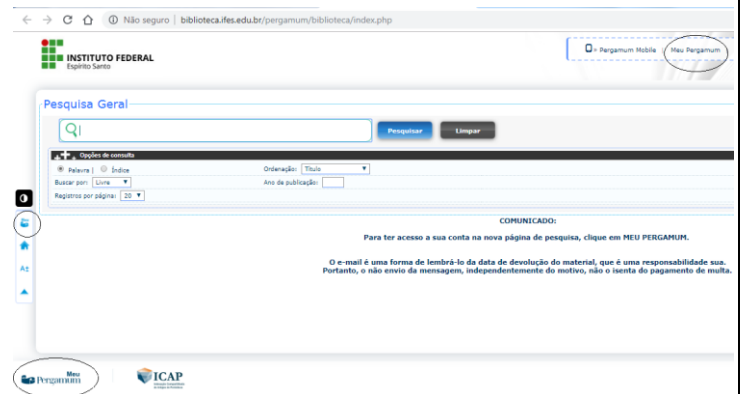 Não seguro | biblioteca.ifes.edu.br/pergamum/biblioteca/index.php
INSTITUTO FEDERAL
Espírito Santo
Pergamum Mobile | Meu Pergamum
Pesquisa Geral
Pesquisar
Limpar
Opções de consulta
Palavra | Índice
Ordenação: Título
Buscar por: Livre
Ano de publicação:
Registros por página: 20
COMUNICADO:
Para ter acesso a sua conta na nova página de pesquisa, clique em MEU PERGAMUM.
O e-mail é uma forma de lembrá-lo da data de devolução do material, que é uma responsabilidade sua.
Portanto, o não envio da mensagem, independentemente do motivo, não o isenta do pagamento de multa.
Meu
Pergamum
ICAP